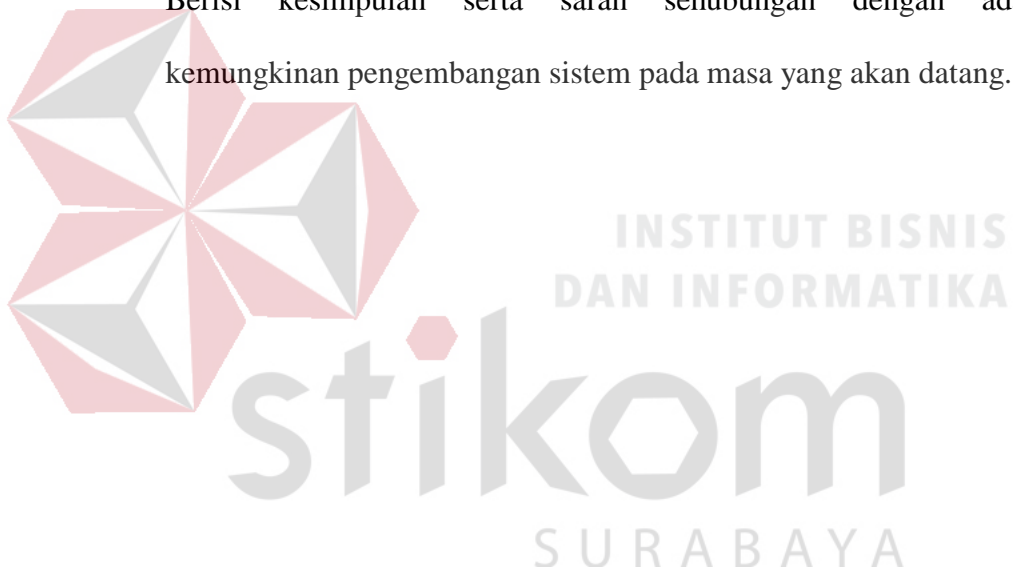 Berisi kesimpulan serta saran sehubungan dengan ad
kemungkinan pengembangan sistem pada masa yang akan datang.
INSTITUT BISNIS
DAN INFORMATIKA
stikom
SURABAYA